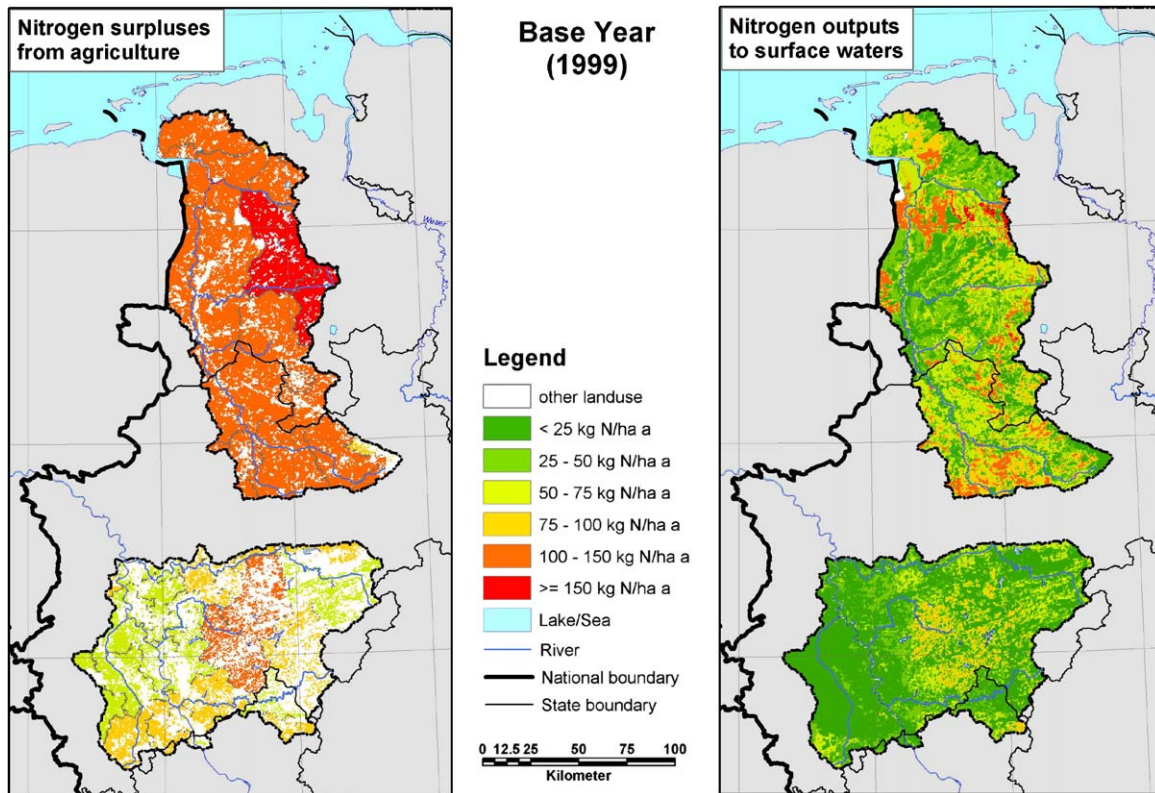 Nitrogen surpluses
from agriculture
Base Year
(1999)
Nitrogen outputs
to surface waters
Weser
Legend
other landuse
< 25 kg N/ha a
25 - 50 kg N/ha a
50 - 75 kg N/ha a
75 - 100 kg N/ha a
100 - 150 kg N/ha a
>= 150 kg N/ha a
Lake/Sea
River
National boundary
State boundary
0 12.5 25 50 75 100
Kilometer